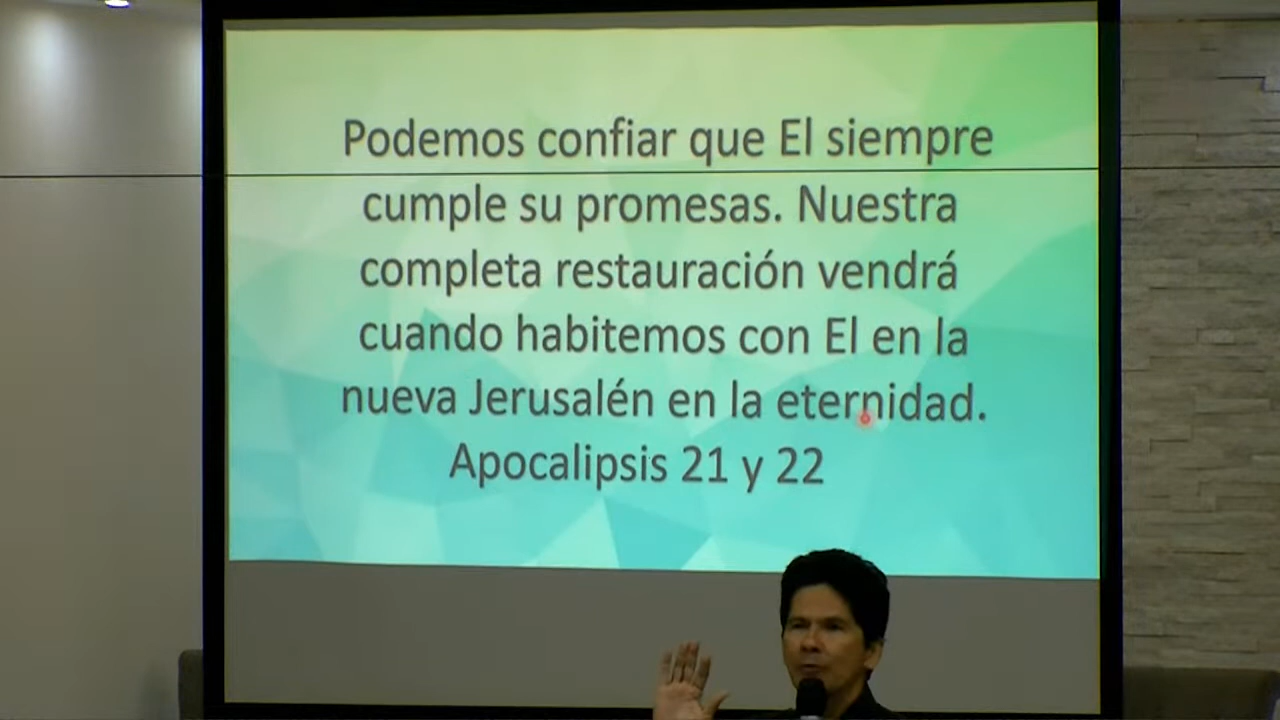 Podemos confiar que El siempre
cumple su promesas. Nuestra
completa restauración vendrá
cuando habitemos con El en la
nueva Jerusalén en la eternidad.
Apocalipsis 21 y 22